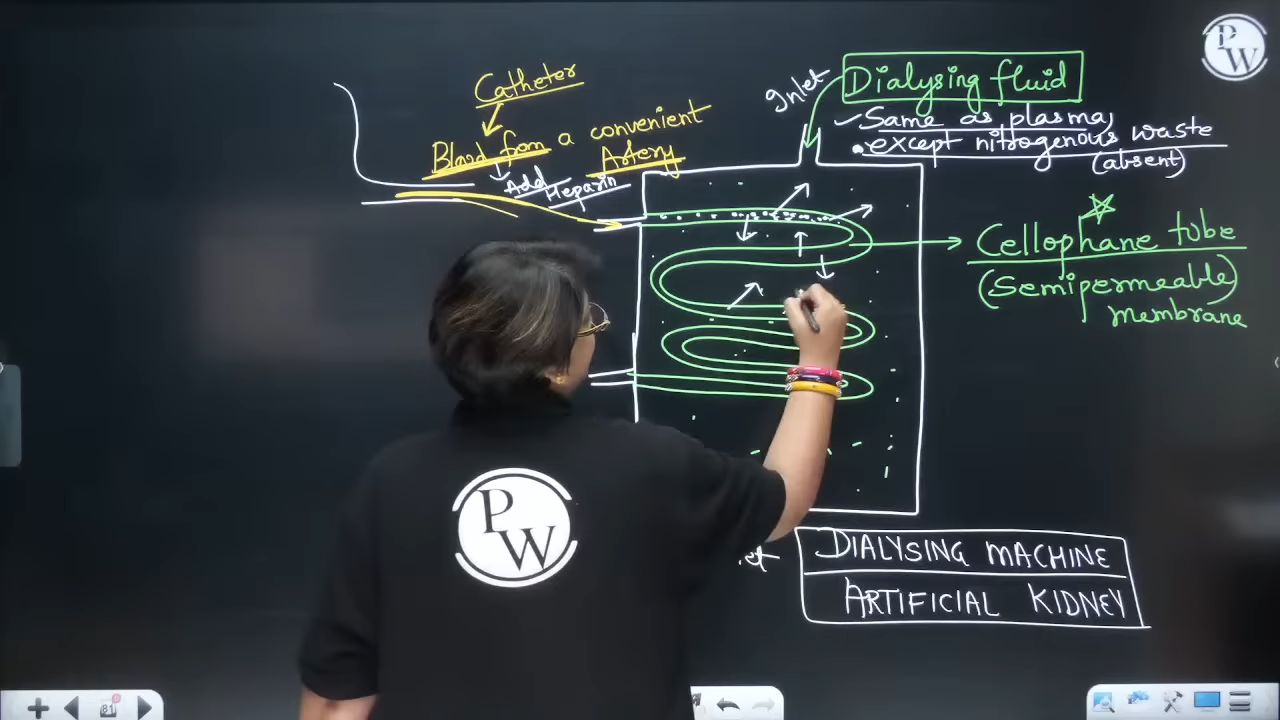 Catheter
Blood from a convenient
Artery
Add
Heparin
Inlet
Dialysing fluid
Same as plasma,
except nitrogenous waste
(absent)
Cellophane tube
(semipermeable)
membrane
DIALYSING MACHINE
ARTIFICIAL KIDNEY
PW
PW
81